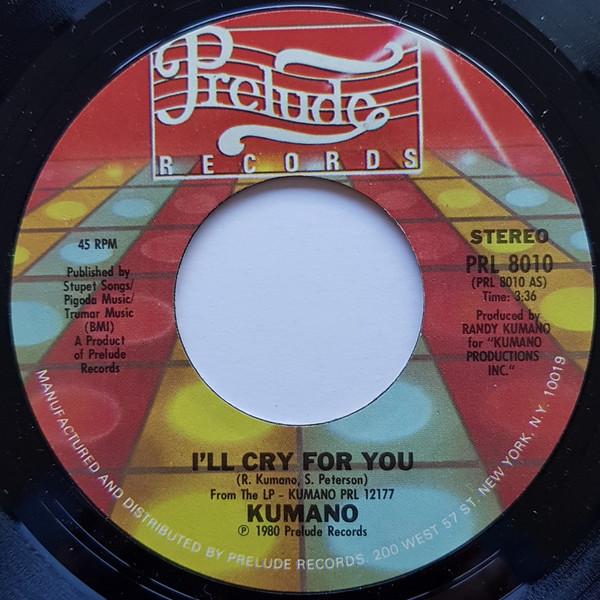 Prelude
RECORDS
45 RPM
Published by
Stupet Songs/
Pigoda Music/
Trumar Music
(BMI)
A Product
of Prelude
Records
STEREO
PRL 8010
(PRL 8010 AS)
Time: 3:36
Produced by
RANDY KUMANO
for "KUMANO
PRODUCTIONS
INC."
I'LL CRY FOR YOU
(R. Kumano, S. Peterson)
From The LP - KUMANO PRL 12177
KUMANO
℗ 1980 Prelude Records
MANUFACTURED AND DISTRIBUTED BY PRELUDE RECORDS. 200 WEST 57 ST. NEW YORK, N.Y. 10019